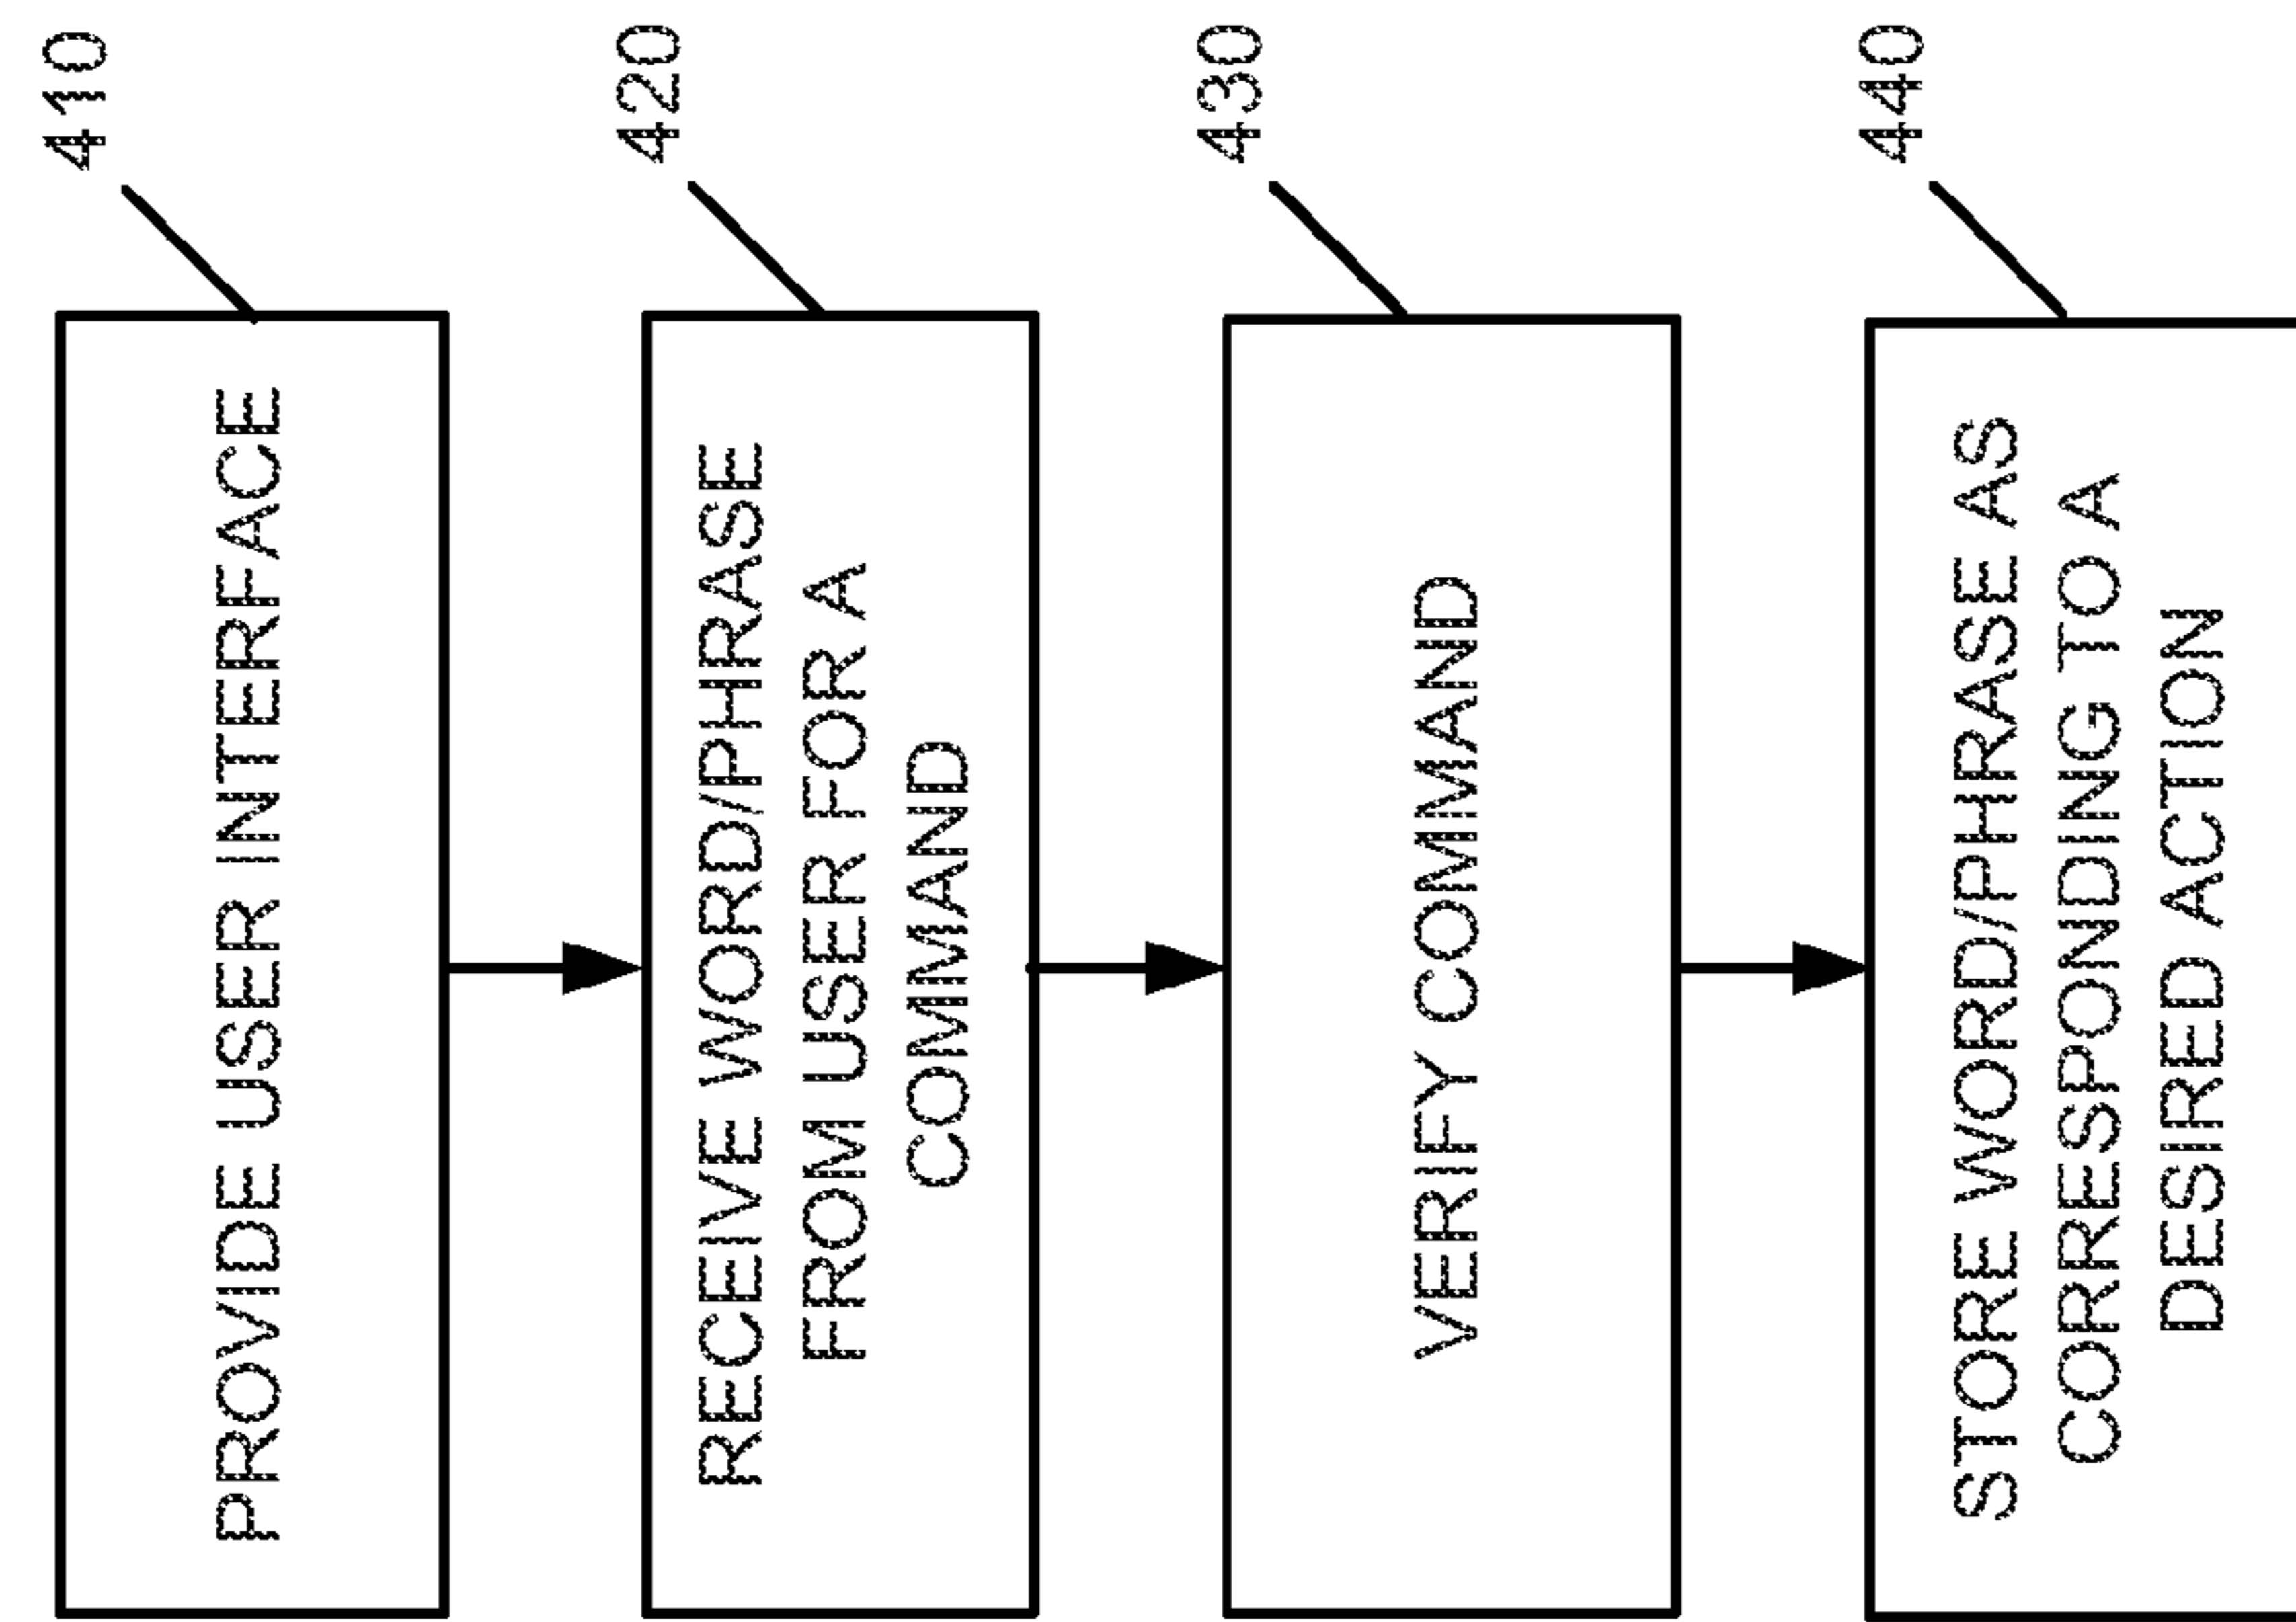 410
PROVIDE USER INTERFACE
420
RECEIVE WORD/PHRASE
FROM USER FOR A
COMMAND
430
VERIFY COMMAND
440
STORE WORD/PHRASE AS
CORRESPONDING TO A
DESIRED ACTION